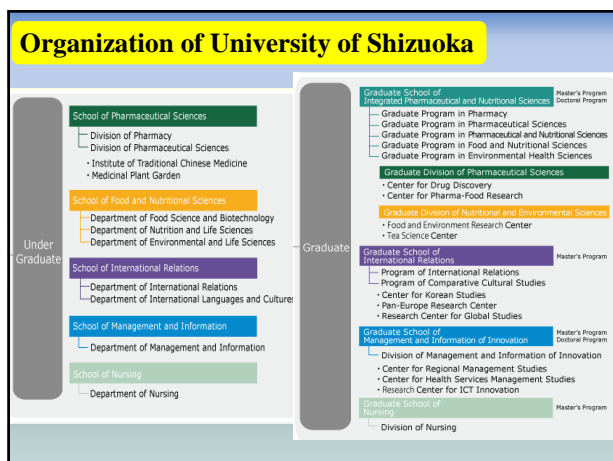 Organization of University of Shizuoka
Under
Graduate
School of Pharmaceutical Sciences
Division of Pharmacy
Division of Pharmaceutical Sciences
・Institute of Traditional Chinese Medicine
・Medicinal Plant Garden
School of Food and Nutritional Sciences
Department of Food Science and Biotechnology
Department of Nutrition and Life Sciences
Department of Environmental and Life Sciences
School of International Relations
Department of International Relations
Department of International Languages and Cultures
School of Management and Information
Department of Management and Information
School of Nursing
Department of Nursing
Graduate
Graduate School of
Integrated Pharmaceutical and Nutritional Sciences
Master's Program
Doctoral Program
Graduate Program in Pharmacy
Graduate Program in Pharmaceutical Sciences
Graduate Program in Pharmaceutical and Nutritional Sciences
Graduate Program in Food and Nutritional Sciences
Graduate Program in Environmental Health Sciences
Graduate Division of Pharmaceutical Sciences
・Center for Drug Discovery
・Center for Pharma-Food Research
Graduate Division of Nutritional and Environmental Sciences
・Food and Environment Research Center
・Tea Science Center
Graduate School of
International Relations
Master's Program
Program of International Relations
Program of Comparative Cultural Studies
・Center for Korean Studies
・Pan-Europe Research Center
・Research Center for Global Studies
Graduate School of
Management and Information of Innovation
Master's Program
Doctoral Program
Division of Management and Information of Innovation
・Center for Regional Management Studies
・Center for Health Services Management Studies
・Research Center for ICT Innovation
Graduate School of
Nursing
Master's Program
Division of Nursing